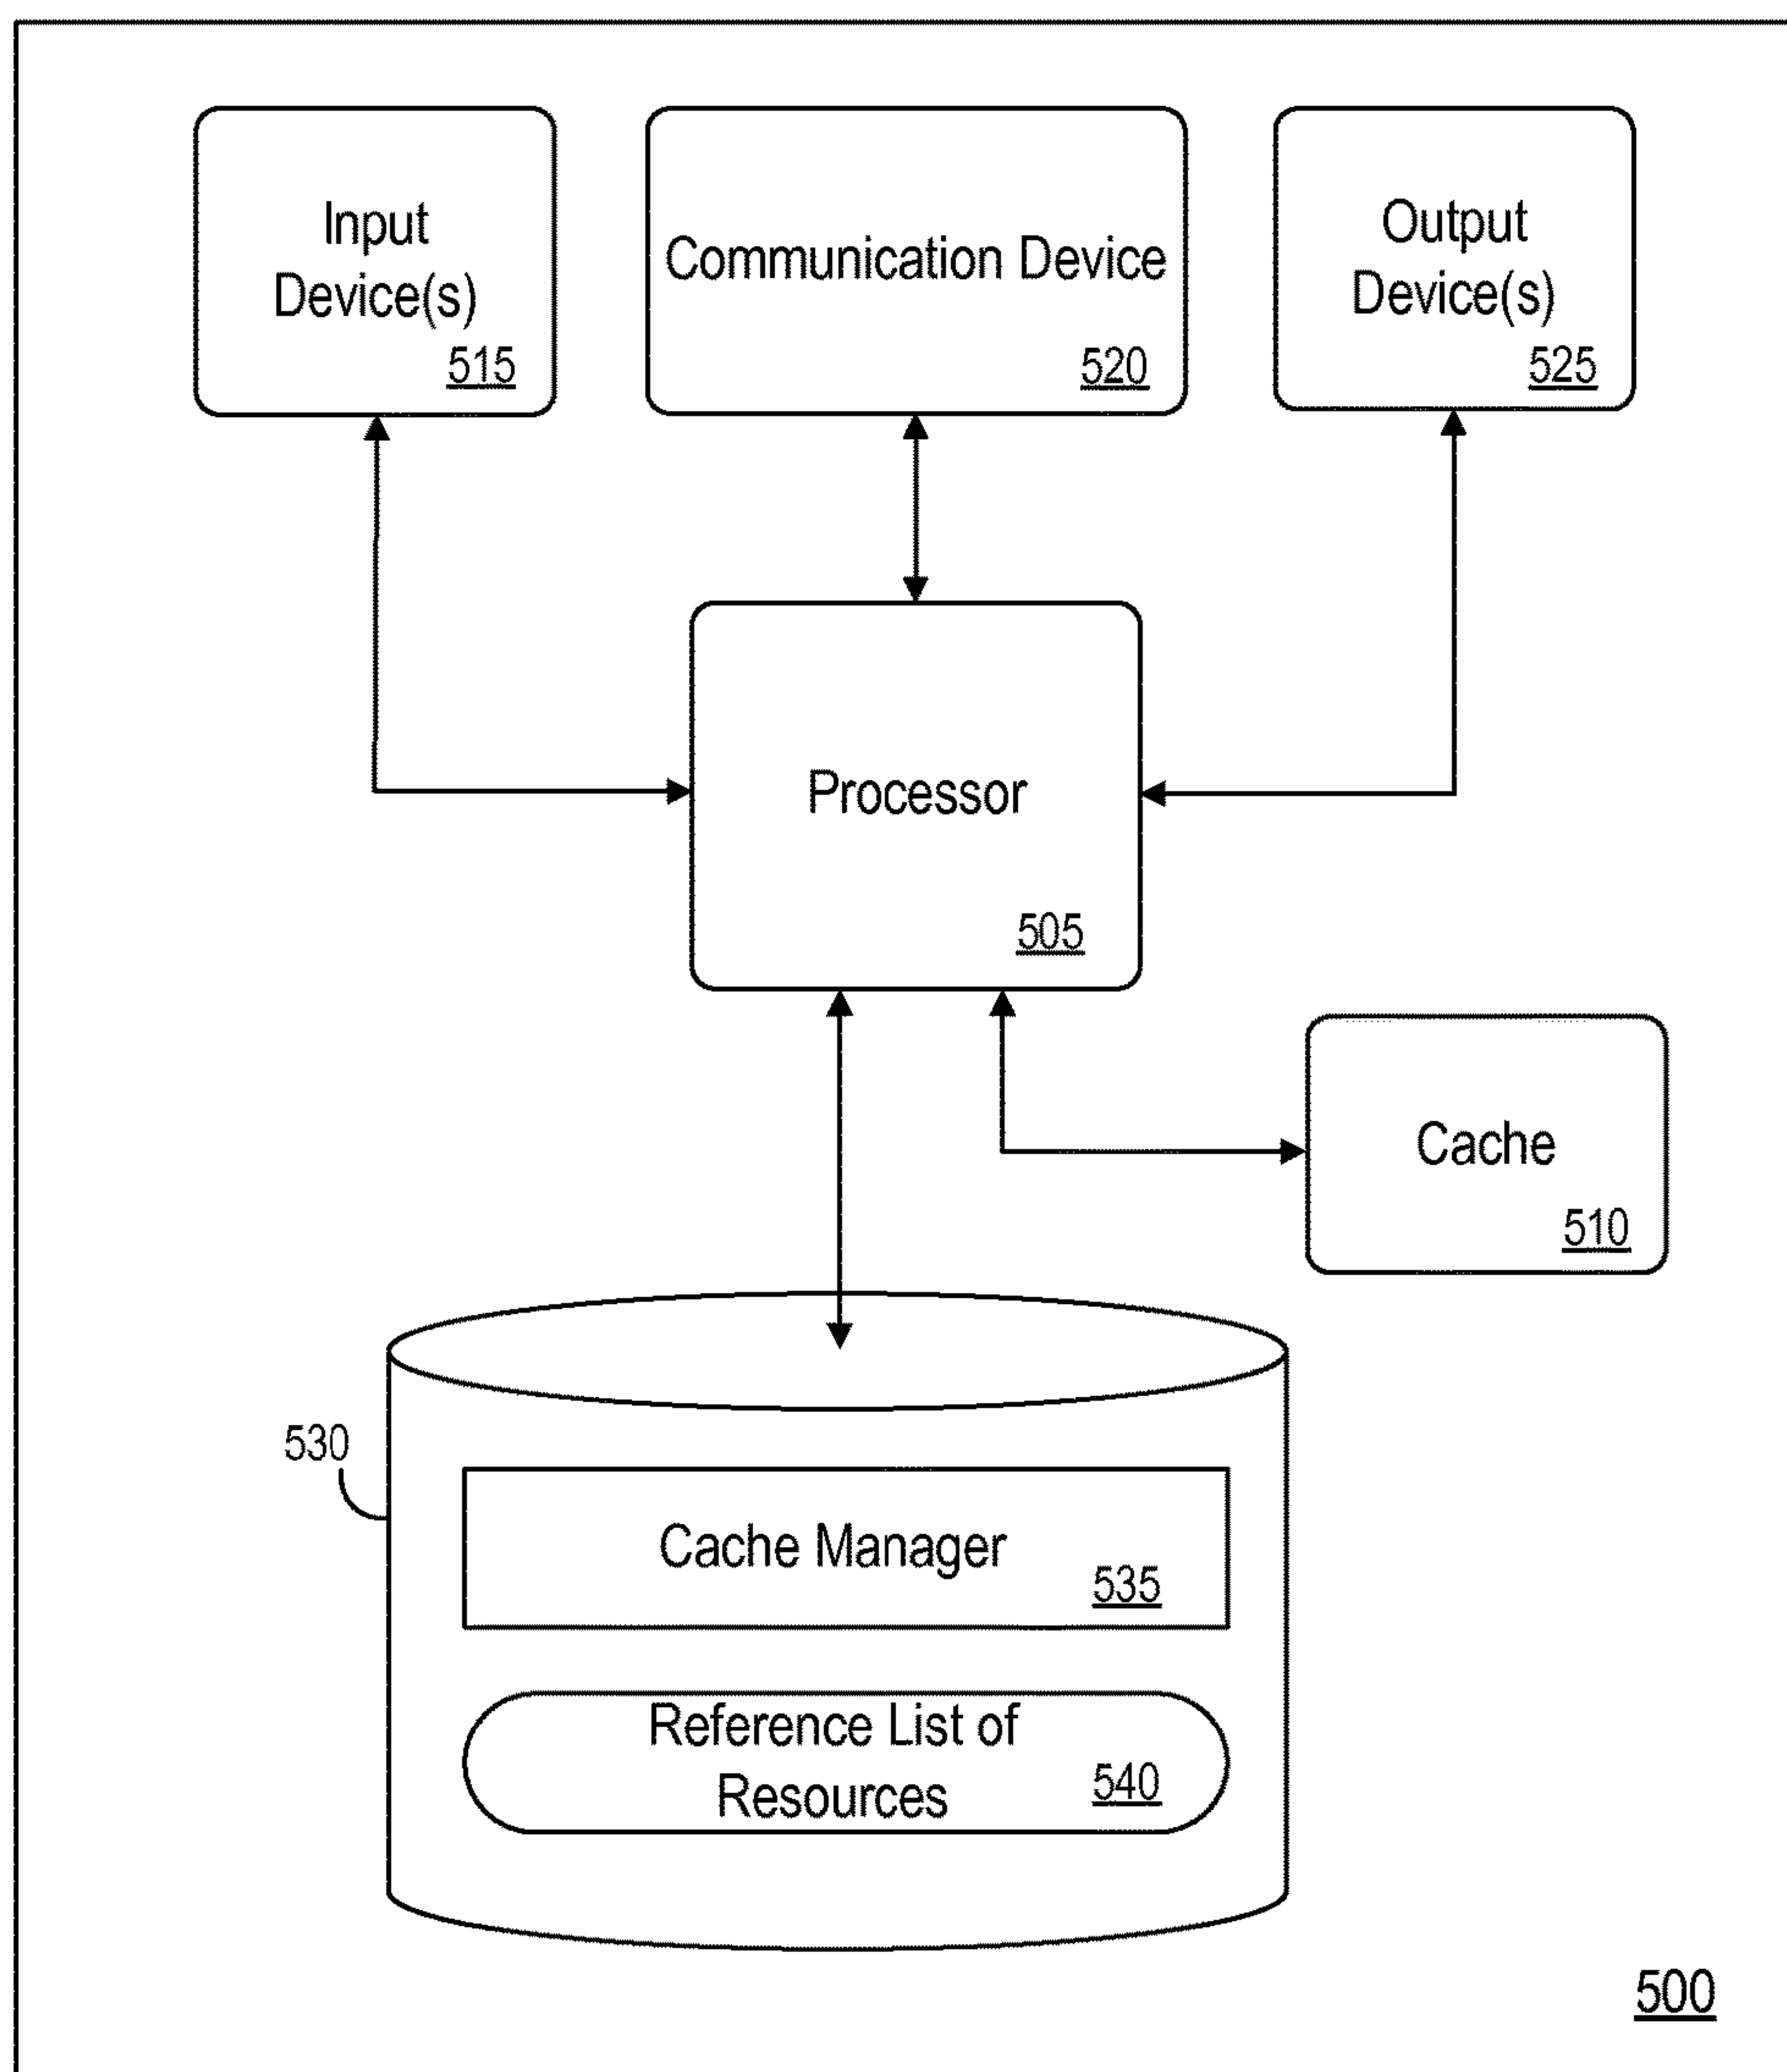 Input
Device(s)
515
Communication Device
520
Output
Device(s)
525
Processor
505
Cache
510
530
Cache Manager
535
Reference List of
Resources
540
500